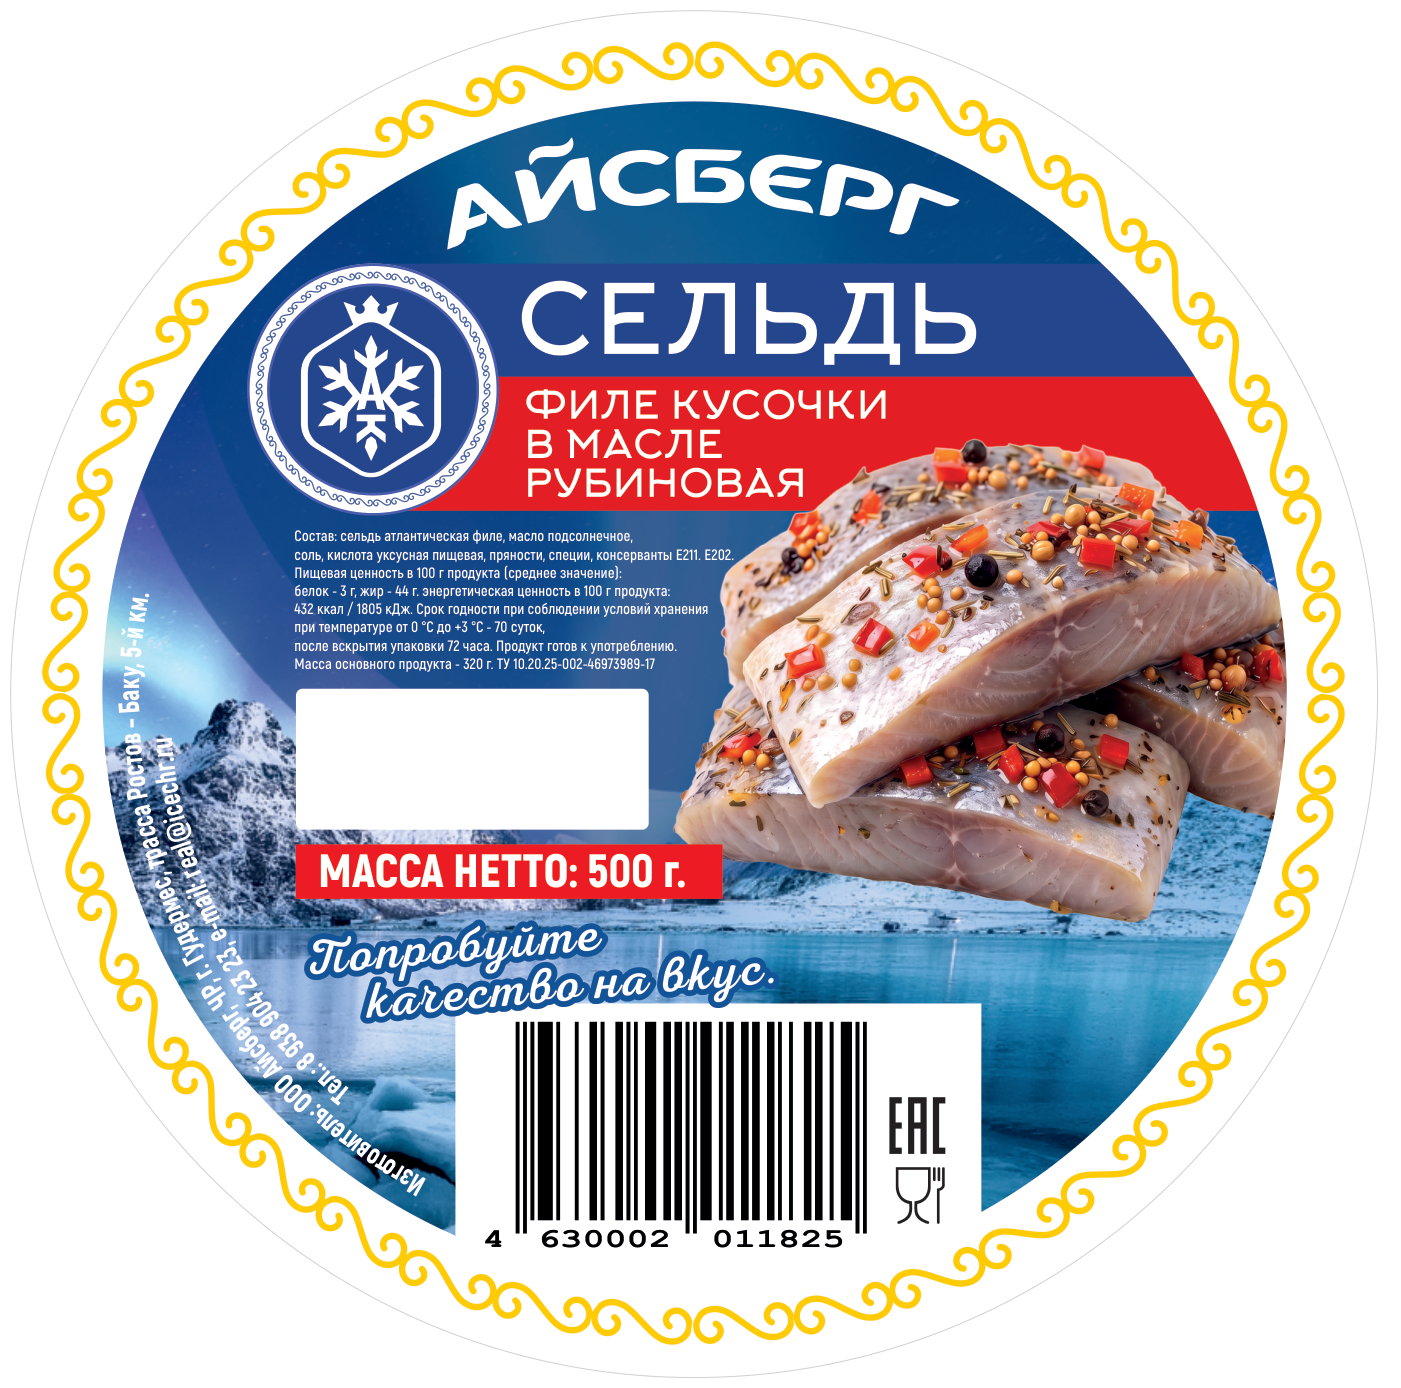 АЙСБЕРГ
СЕЛЬДЬ
ФИЛЕ КУСОЧКИ
В МАСЛЕ
РУБИНОВАЯ
АК
Состав: сельдь атлантическая филе, масло подсолнечное,
соль, кислота уксусная пищевая, пряности, специи, консерванты Е211. Е202.
Пищевая ценность в 100 г продукта (среднее значение):
белок - 3 г, жир - 44 г. энергетическая ценность в 100 г продукта:
432 ккал / 1805 кДж. Срок годности при соблюдении условий хранения
при температуре от 0 °С до +3 °С - 70 суток,
после вскрытия упаковки 72 часа. Продукт готов к употреблению.
Масса основного продукта - 320 г. ТУ 10.20.25-002-46973989-17
МАССА НЕТТО: 500 г.
Попробуйте
качество на вкус.
Изготовитель: ООО Айсберг, ЧР, г. Гудермес, трасса Ростов – Баку, 5-й км.
Тел.: 8 938 904 23 23, e-mail: real@icechr.ru
EAC
4 630002 011825